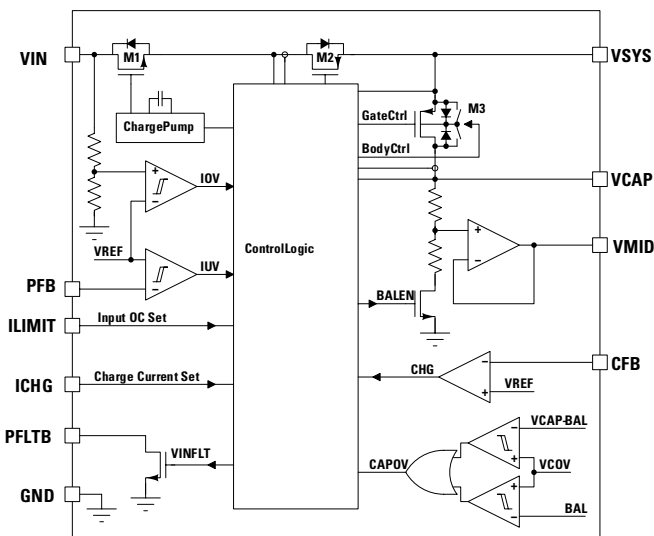 VIN
M1
M2
VSYS
ChargePump
GateCtrl
M3
BodyCtrl
IOV
VCAP
VREF
ControlLogic
VMID
IUV
PFB
BALEN
ILIMIT
Input OC Set
CHG
CFB
VREF
ICHG
Charge Current Set
PFLTB
VCAP-BAL
VINFLT
CAPOV
VCOV
GND
BAL